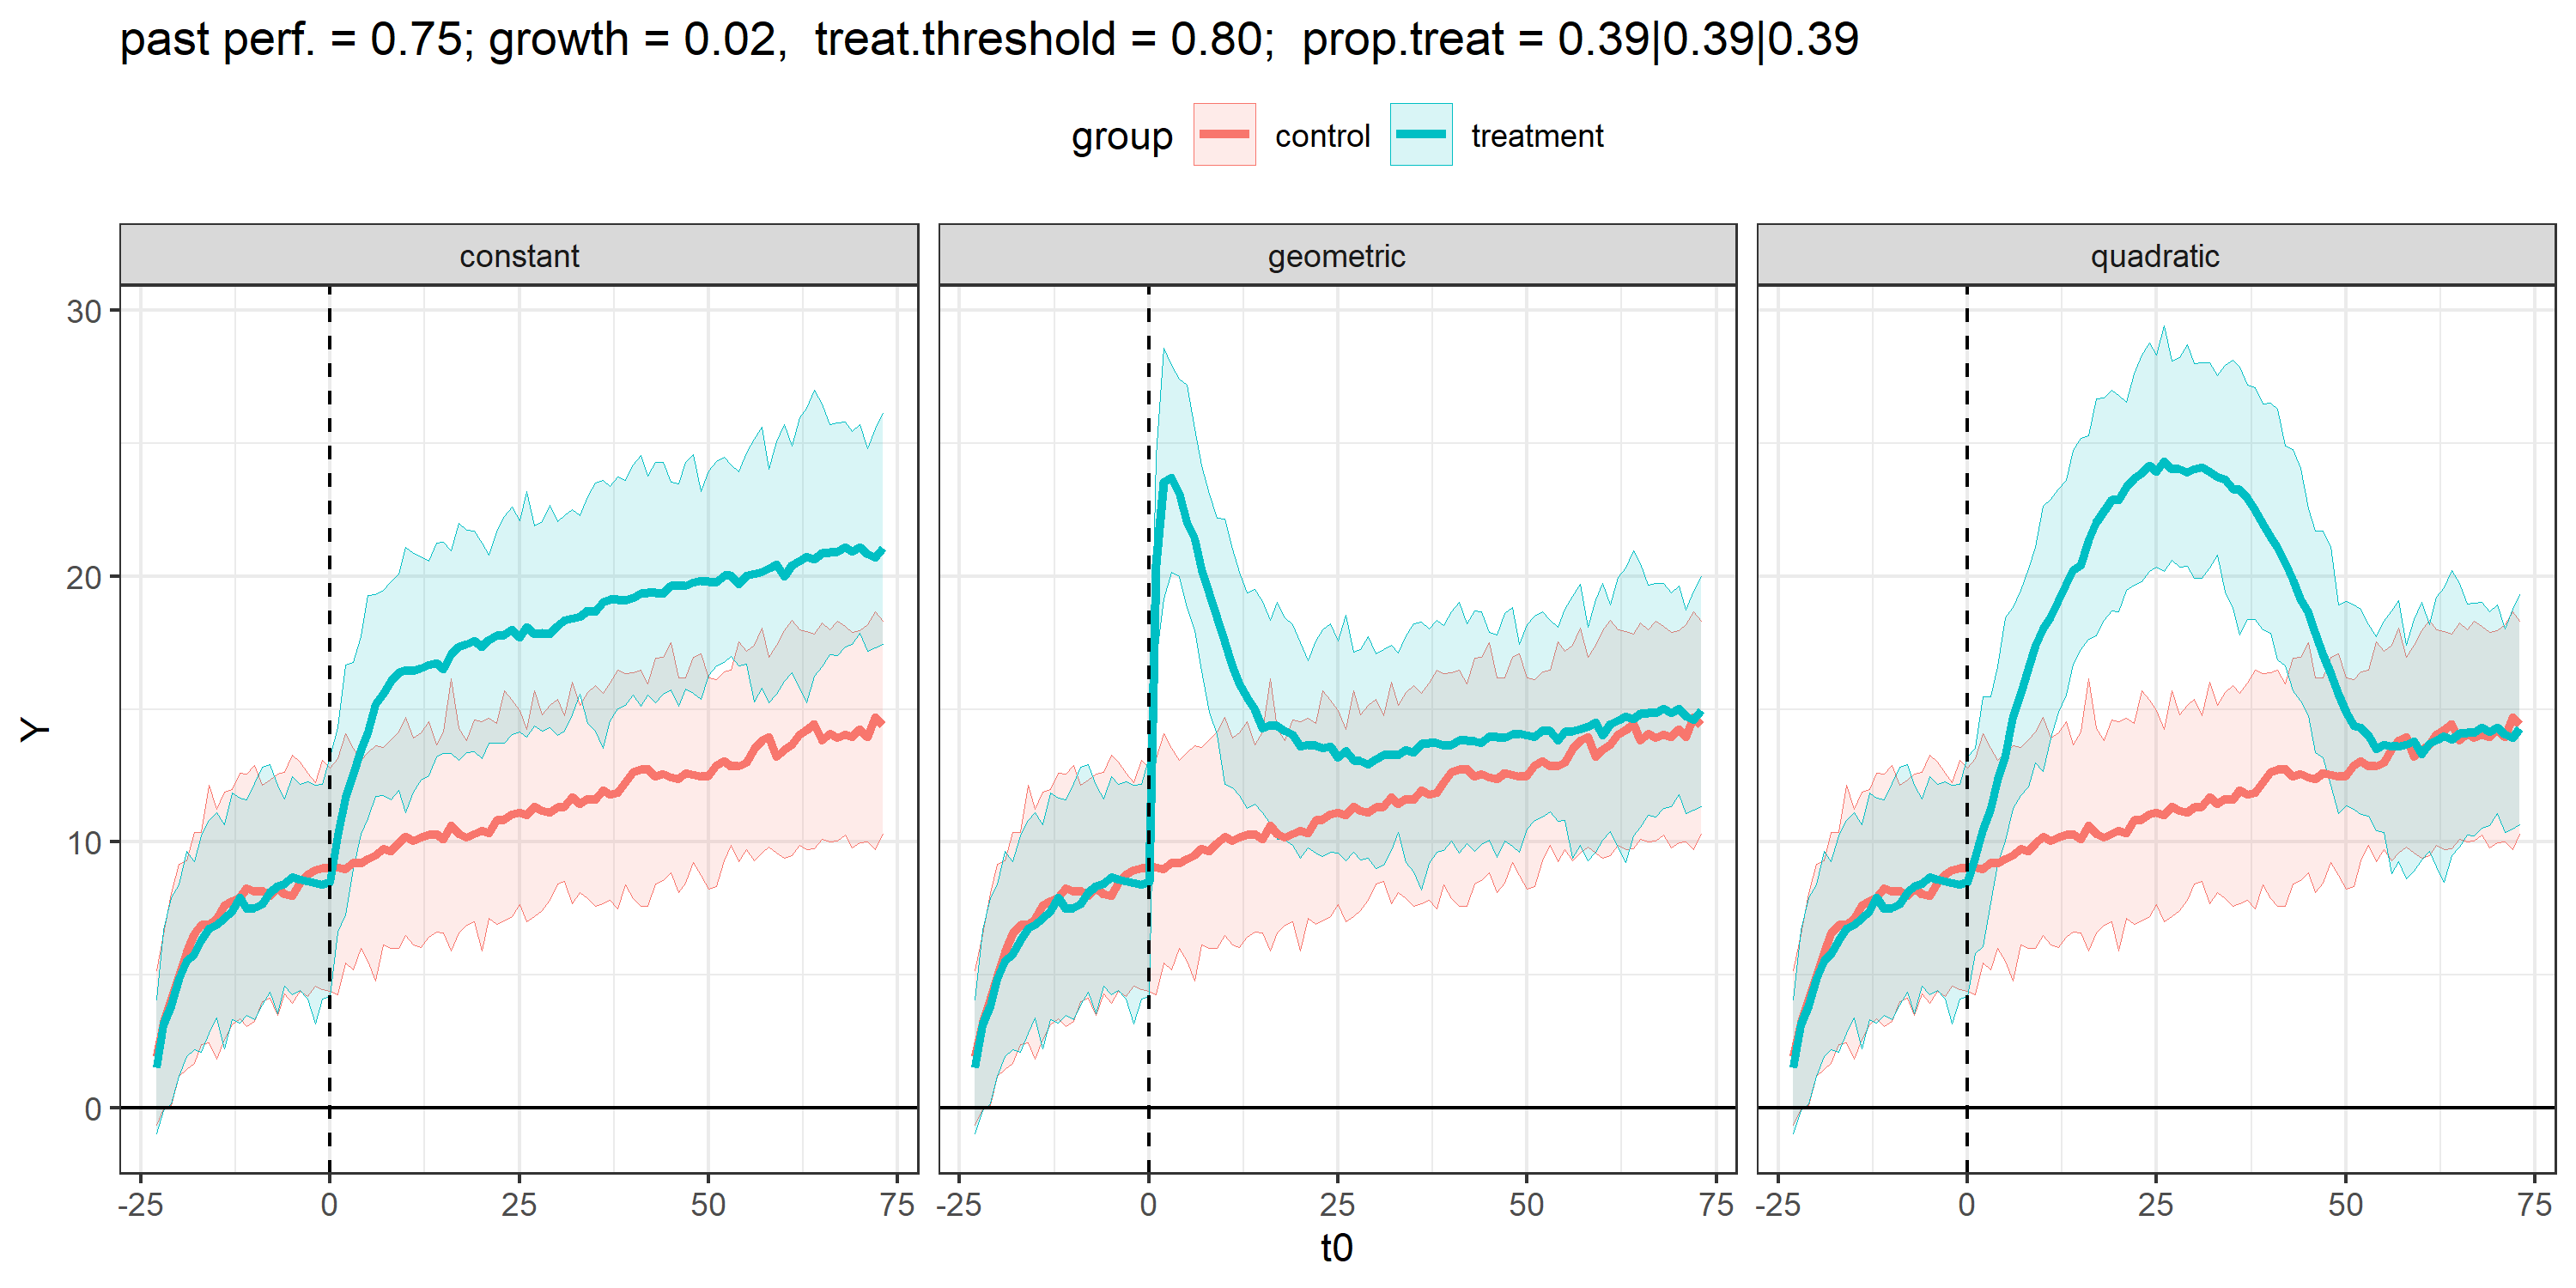 past perf. = 0.75; growth = 0.02,  treat.threshold = 0.80;  prop.treat = 0.39|0.39|0.39
group control treatment
constant geometric quadratic
30
20
10
0
Y
-25 0 25 50 75 -25 0 25 50 75 -25 0 25 50 75
t0